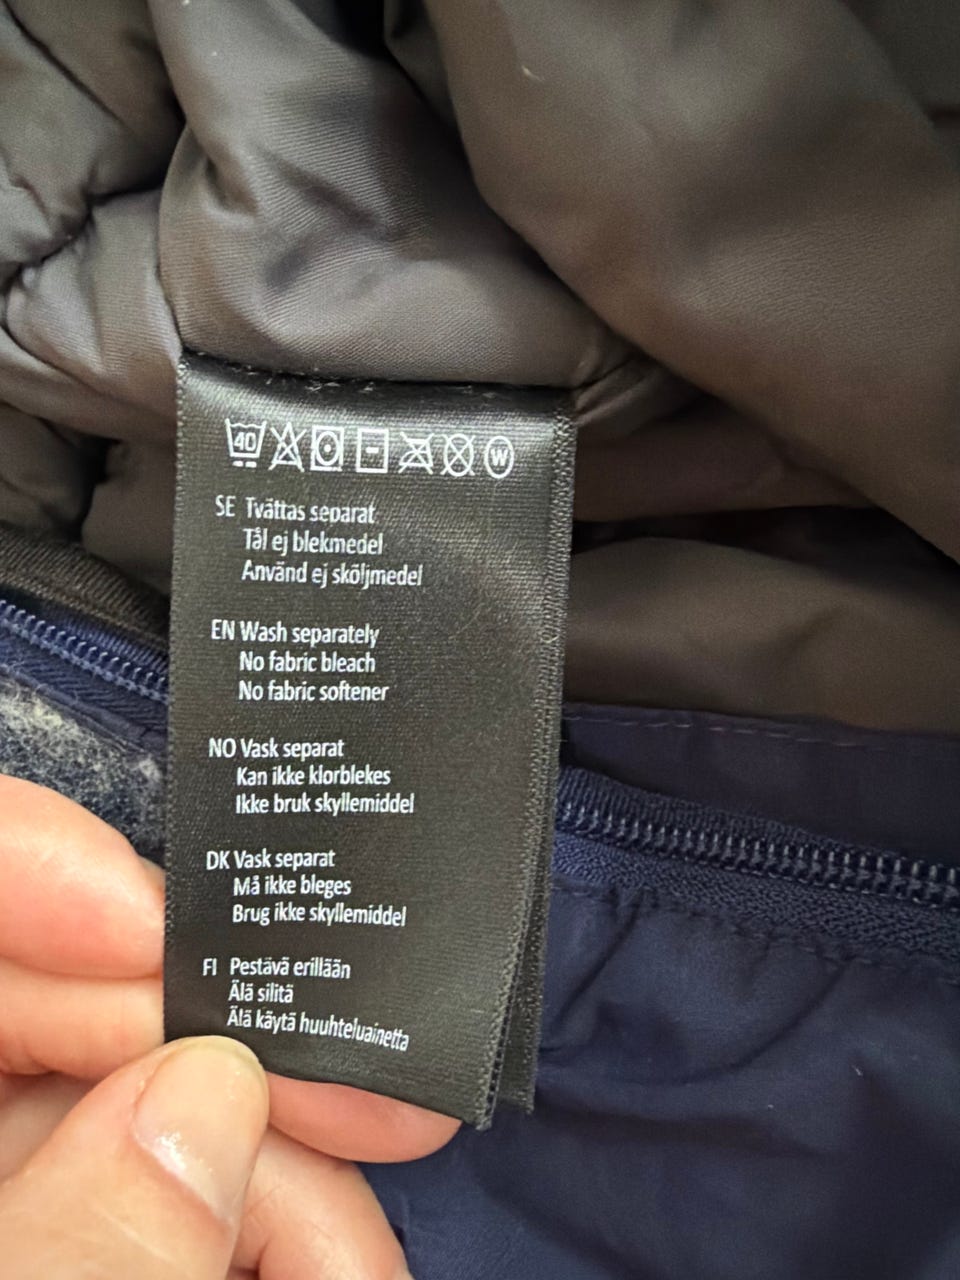 40 W
SE Tvättas separat
Tål ej blekmedel
Använd ej sköljmedel
EN Wash separately
No fabric bleach
No fabric softener
NO Vask separat
Kan ikke klorblekes
Ikke bruk skyllemiddel
DK Vask separat
Må ikke bleges
Brug ikke skyllemiddel
FI Pestävä erillään
Älä silitä
Älä käytä huuhteluainetta